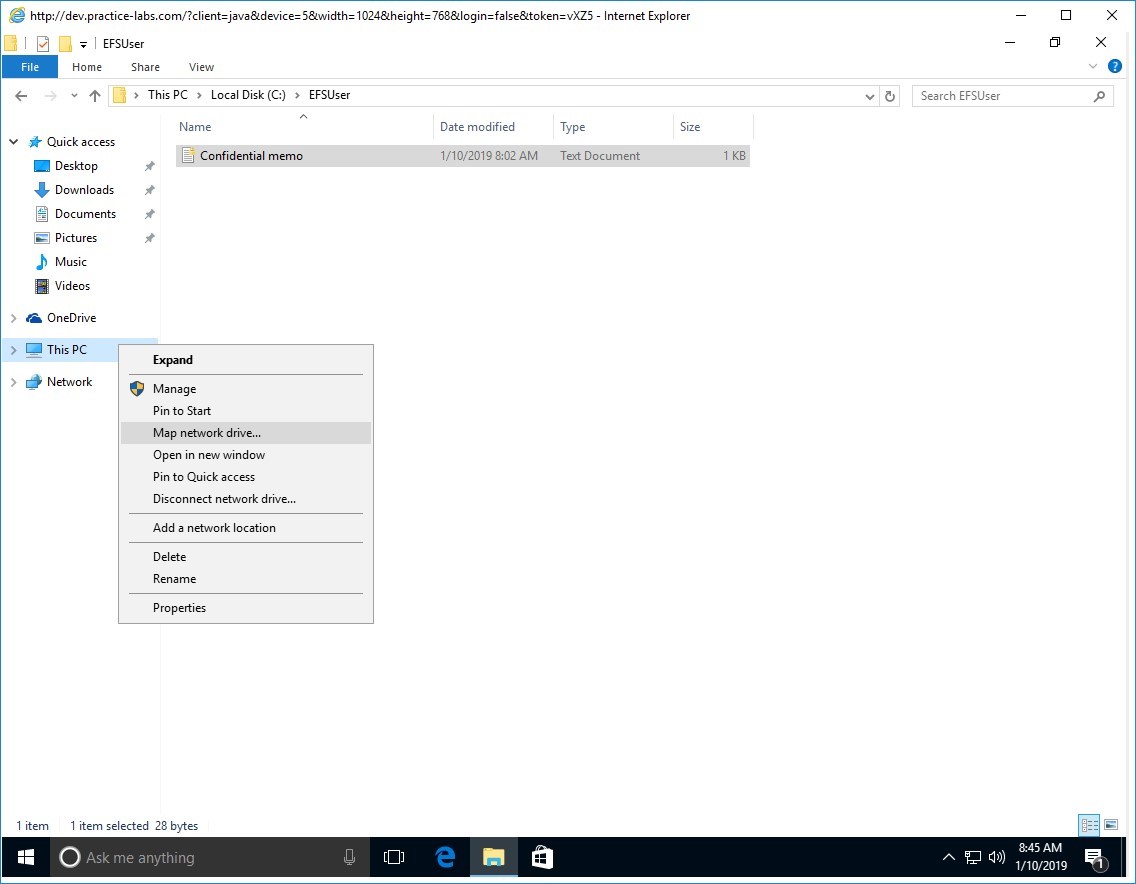 http://dev.practice-labs.com/?client=java&device=5&width=1024&height=768&login=false&token=vXZ5 - Internet Explorer
EFSUser
File Home Share View
This PC Local Disk (C:) EFSUser Search EFSUser
Name Date modified Type Size
Quick access
Confidential memo 1/10/2019 8:02 AM Text Document 1 KB
Desktop
Downloads
Documents
Pictures
Music
Videos
OneDrive
This PC
Network
Expand
Manage
Pin to Start
Map network drive...
Open in new window
Pin to Quick access
Disconnect network drive...
Add a network location
Delete
Rename
Properties
1 item 1 item selected 28 bytes
Ask me anything
8:45 AM
1/10/2019
1